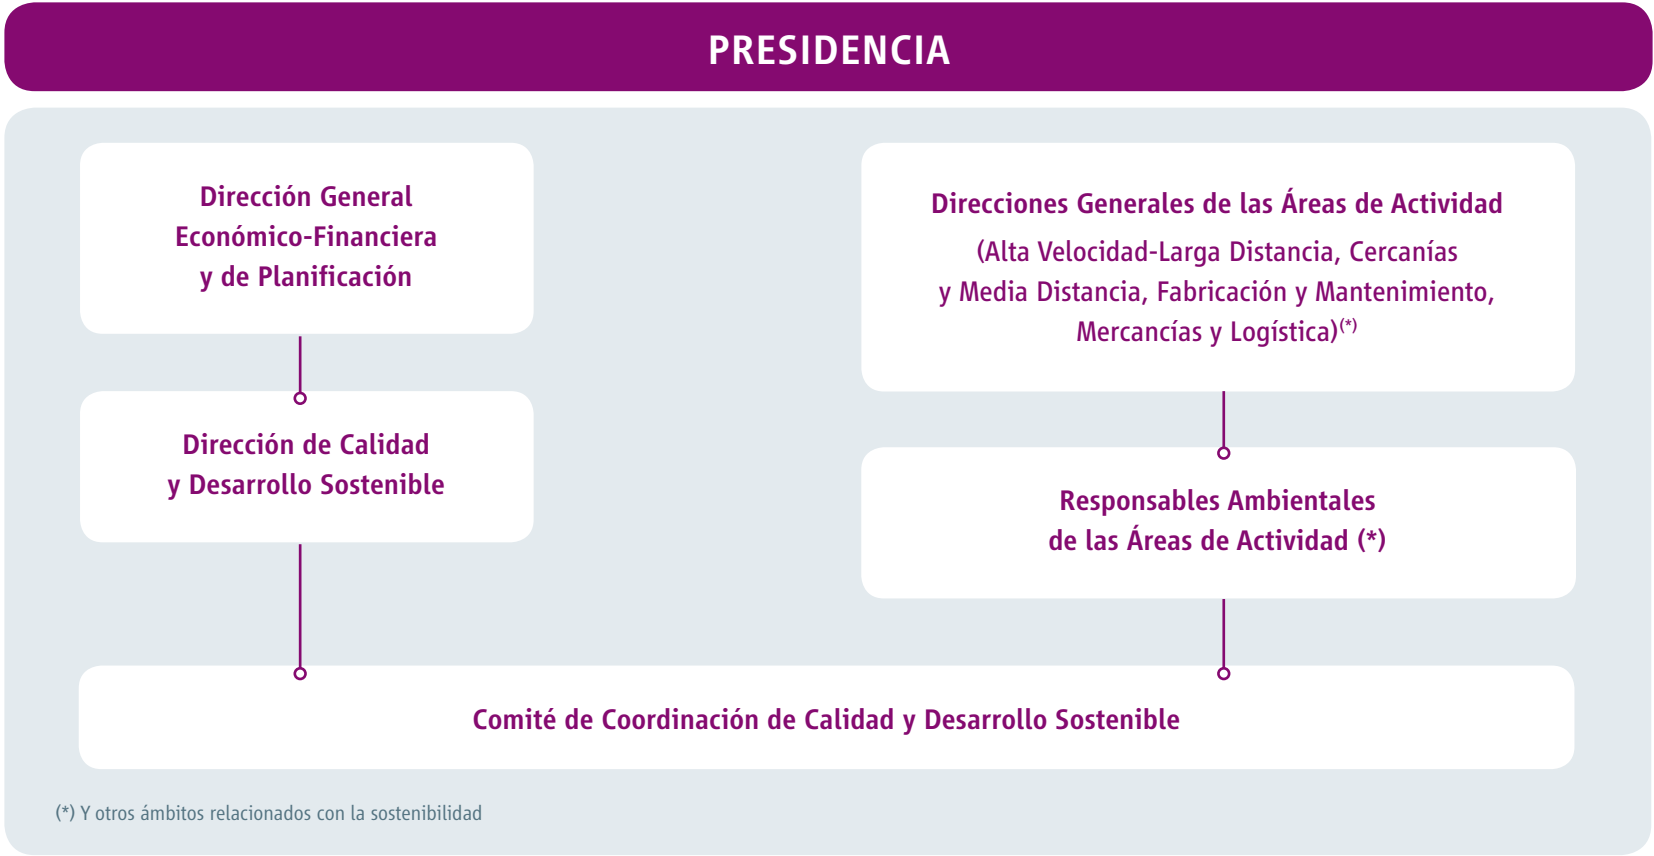 PRESIDENCIA
Dirección General
Económico-Financiera
y de Planificación
Direcciones Generales de las Áreas de Actividad
(Alta Velocidad-Larga Distancia, Cercanías
y Media Distancia, Fabricación y Mantenimiento,
Mercancías y Logística)(*)
Dirección de Calidad
y Desarrollo Sostenible
Responsables Ambientales
de las Áreas de Actividad (*)
Comité de Coordinación de Calidad y Desarrollo Sostenible
(*) Y otros ámbitos relacionados con la sostenibilidad